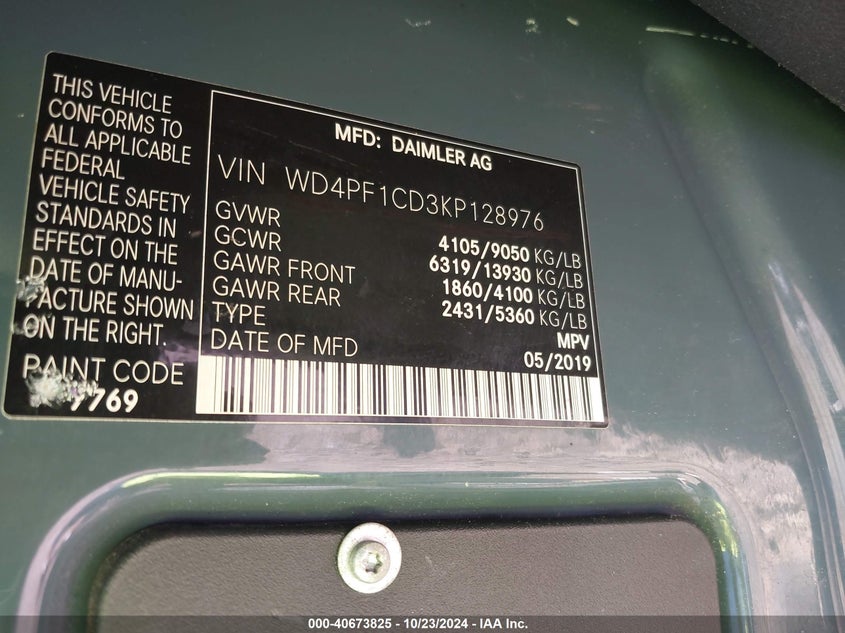 THIS VEHICLE
CONFORMS TO
ALL APPLICABLE
FEDERAL
VEHICLE SAFETY
STANDARDS IN
EFFECT ON THE
DATE OF MANU-
FACTURE SHOWN
ON THE RIGHT.
PAINT CODE
7769
MFD: DAIMLER AG
VIN WD4PF1CD3KP128976
GVWR 4105/9050 KG/LB
GCWR 6319/13930 KG/LB
GAWR FRONT 1860/4100 KG/LB
GAWR REAR 2431/5360 KG/LB
TYPE MPV
DATE OF MFD 05/2019
000-40673825 - 10/23/2024 - IAA Inc.